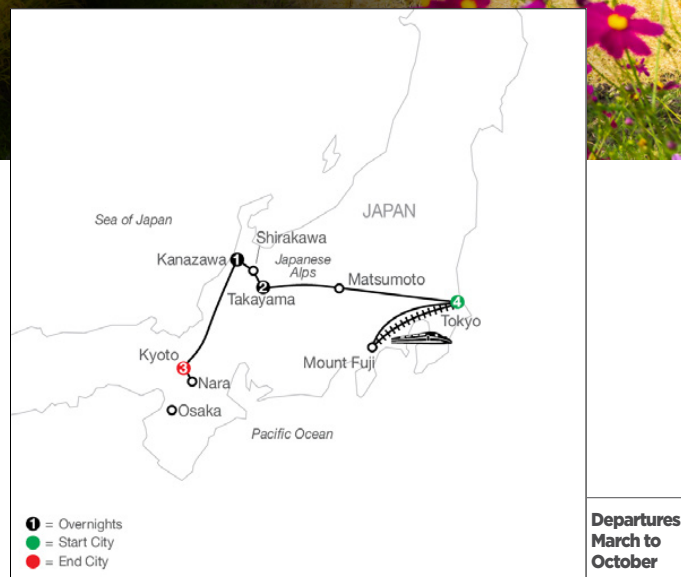 Sea of Japan
JAPAN
Shirakawa
Kanazawa
1
Japanese
Alps
2
Takayama
Matsumoto
4
Tokyo
Kyoto
3
Mount Fuji
Nara
Osaka
Pacific Ocean
1 = Overnights
= Start City
= End City
Departures
March to
October